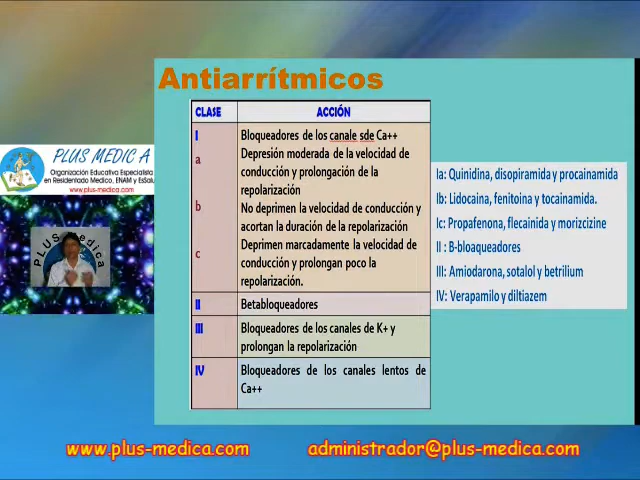 Antiarrítmicos
CLASE ACCIÓN
I Bloqueadores de los canale sde Ca++
a Depresión moderada de la velocidad de
conducción y prolongación de la
repolarización
b No deprimen la velocidad de conducción y
acortan la duración de la repolarización
c Deprimen marcadamente la velocidad de
conducción y prolongan poco la
repolarización.
II Betabloqueadores
III Bloqueadores de los canales de K+ y
prolongan la repolarización
IV Bloqueadores de los canales lentos de
Ca++
Ia: Quinidina, disopiramida y procainamida
Ib: Lidocaina, fenitoina y tocainamida.
Ic: Propafenona, flecainida y morizcizine
II : B-bloaqueadores
III: Amiodarona, sotalol y betrilium
IV: Verapamilo y diltiazem
PLUS MEDIC A
Organización Educativa Especialista
en Residentado Medico, ENAM y EsSalu
www.plus-medica.com
PLUS Medica
www.plus-medica.com administrador@plus-medica.com